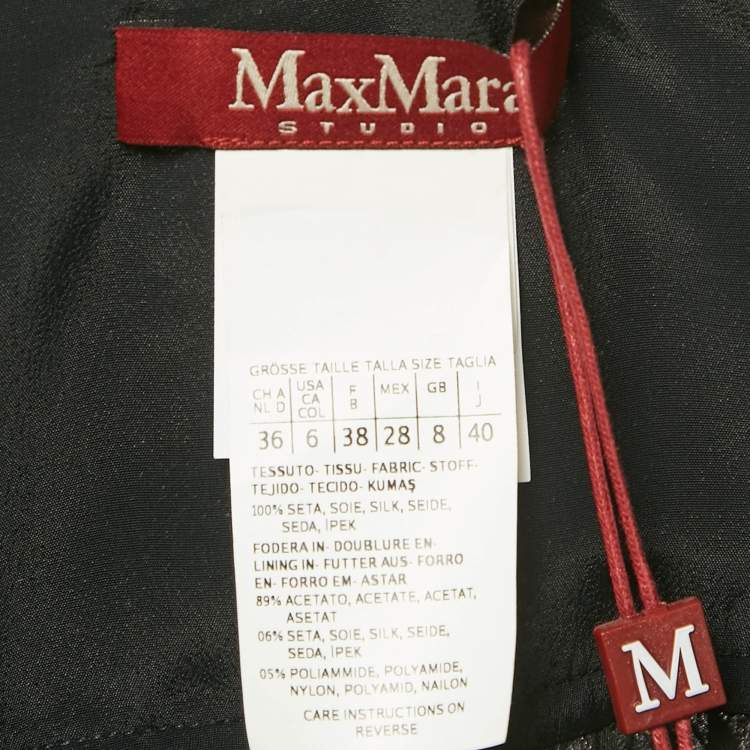 MaxMara
STUDIO
GRÖSSE TAILLE TALLA SIZE TAGLIA
CH A NL D USA CA COL F B MEX GB I J
36 6 38 28 8 40
TESSUTO- TISSU- FABRIC- STOFF-
TEJIDO- TECIDO- KUMAŞ
100% SETA, SOIE, SILK, SEIDE,
SEDA, İPEK
FODERA IN- DOUBLURE EN-
LINING IN- FUTTER AUS- FORRO
EN- FORRO EM- ASTAR
89% ACETATO, ACETATE, ACETAT,
ASETAT
06% SETA, SOIE, SILK, SEIDE,
SEDA, İPEK
05% POLIAMMIDE, POLYAMIDE,
NYLON, POLYAMID, NAILON
CARE INSTRUCTIONS ON
REVERSE
M